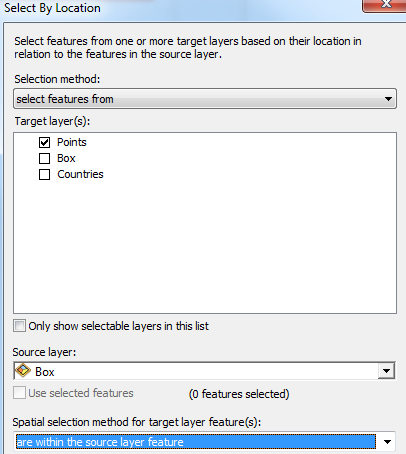 Select By Location
Select features from one or more target layers based on their location in
relation to the features in the source layer.
Selection method:
select features from
Target layer(s):
Points
Box
Countries
Only show selectable layers in this list
Source layer:
Box
Use selected features (0 features selected)
Spatial selection method for target layer feature(s):
are within the source layer feature